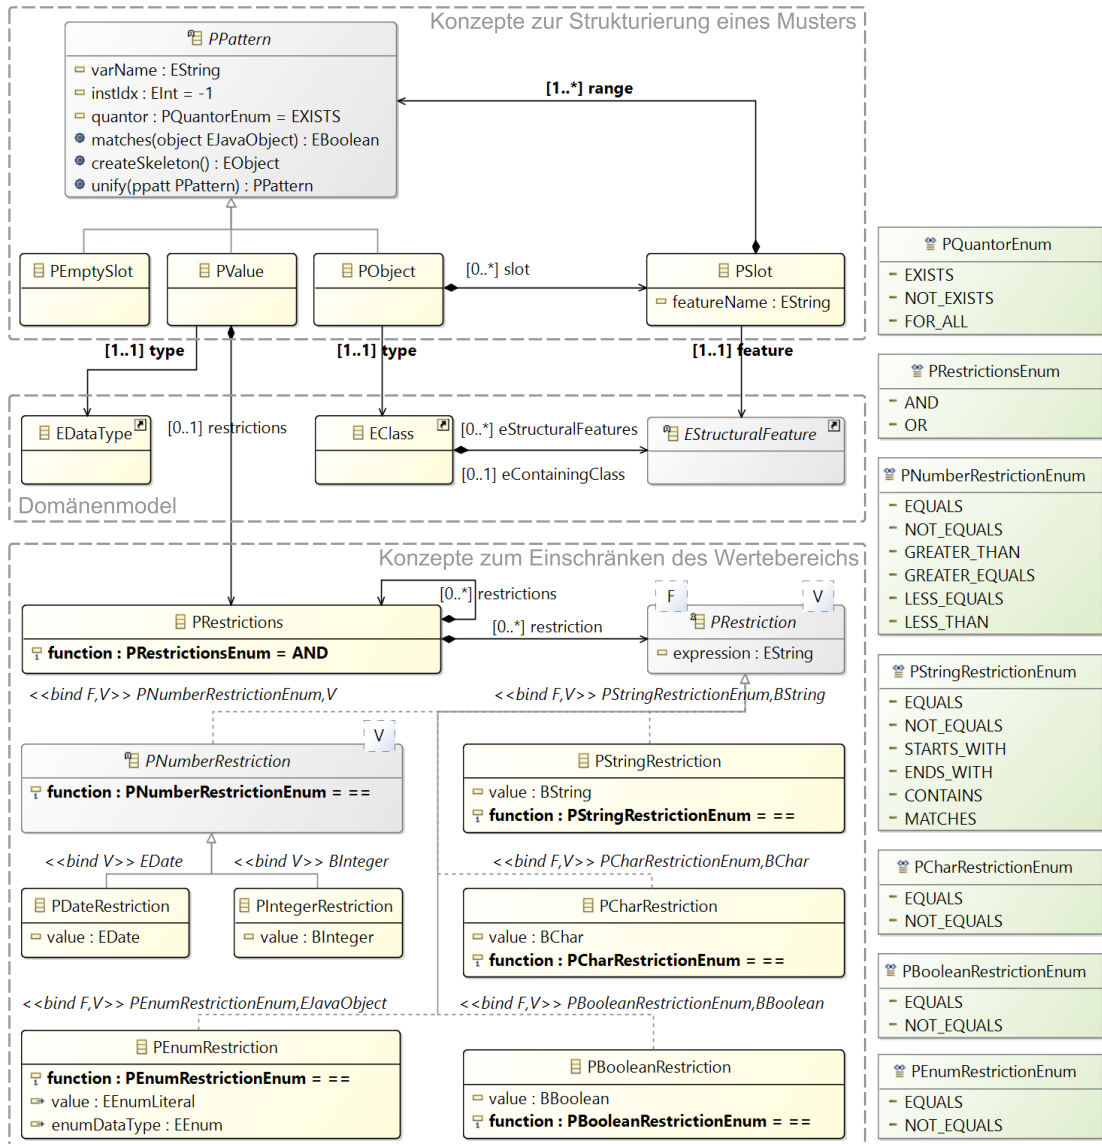 Konzepte zur Strukturierung eines Musters
PPattern
varName : EString
instIdx : EInt = -1
quantor : PQuantorEnum = EXISTS
matches(object EJavaObject) : EBoolean
createSkeleton() : EObject
unify(ppatt PPattern) : PPattern
[1..*] range
PEmptySlot
PValue
PObject
[0..*] slot
PSlot
featureName : EString
[1..1] type
[1..1] type
[1..1] feature
EDataType
[0..1] restrictions
EClass
[0..*] eStructuralFeatures
[0..1] eContainingClass
EStructuralFeature
Domänenmodel
Konzepte zum Einschränken des Wertebereichs
[0..*] restrictions
PRestrictions
function : PRestrictionsEnum = AND
[0..*] restriction
F
V
PRestriction
expression : EString
<<bind F,V>> PNumberRestrictionEnum,V
<<bind F,V>> PStringRestrictionEnum,BString
V
PNumberRestriction
function : PNumberRestrictionEnum = ==
PStringRestriction
value : BString
function : PStringRestrictionEnum = ==
<<bind V>> EDate
<<bind V>> BInteger
<<bind F,V>> PCharRestrictionEnum,BChar
PDateRestriction
value : EDate
PIntegerRestriction
value : BInteger
PCharRestriction
value : BChar
function : PCharRestrictionEnum = ==
<<bind F,V>> PEnumRestrictionEnum,EJavaObject
<<bind F,V>> PBooleanRestrictionEnum,BBoolean
PEnumRestriction
function : PEnumRestrictionEnum = ==
value : EEnumLiteral
enumDataType : EEnum
PBooleanRestriction
value : BBoolean
function : PBooleanRestrictionEnum = ==
PQuantorEnum
EXISTS
NOT_EXISTS
FOR_ALL
PRestrictionsEnum
AND
OR
PNumberRestrictionEnum
EQUALS
NOT_EQUALS
GREATER_THAN
GREATER_EQUALS
LESS_EQUALS
LESS_THAN
PStringRestrictionEnum
EQUALS
NOT_EQUALS
STARTS_WITH
ENDS_WITH
CONTAINS
MATCHES
PCharRestrictionEnum
EQUALS
NOT_EQUALS
PBooleanRestrictionEnum
EQUALS
NOT_EQUALS
PEnumRestrictionEnum
EQUALS
NOT_EQUALS